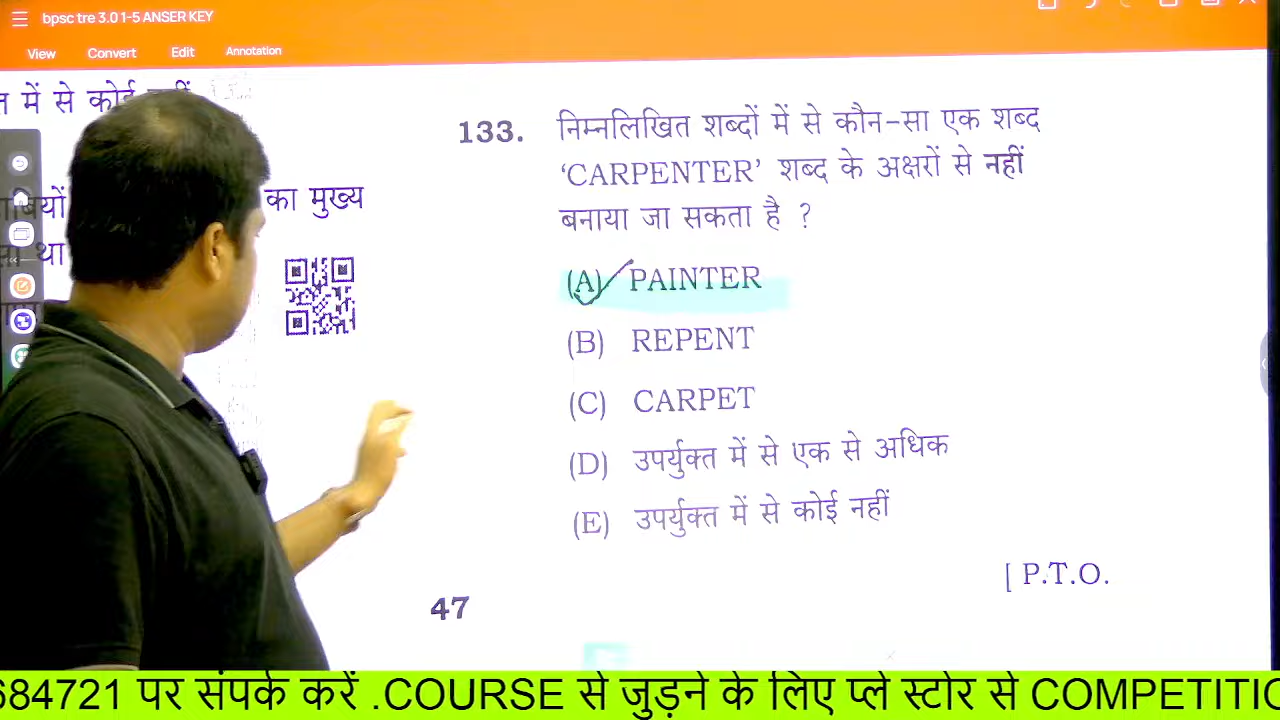 bpsc tre 3.0 1-5 ANSER KEY
View Convert Edit Annotation
में से
का मुख्य
था
133. निम्नलिखित शब्दों में से कौन-सा एक शब्द
‘CARPENTER’ शब्द के अक्षरों से नहीं
बनाया जा सकता है ?
(A) PAINTER
(B) REPENT
(C) CARPET
(D) उपर्युक्त में से एक से अधिक
(E) उपर्युक्त में से कोई नहीं
[ P.T.O.
47
684721 पर संपर्क करें .COURSE से जुड़ने के लिए प्ले स्टोर से